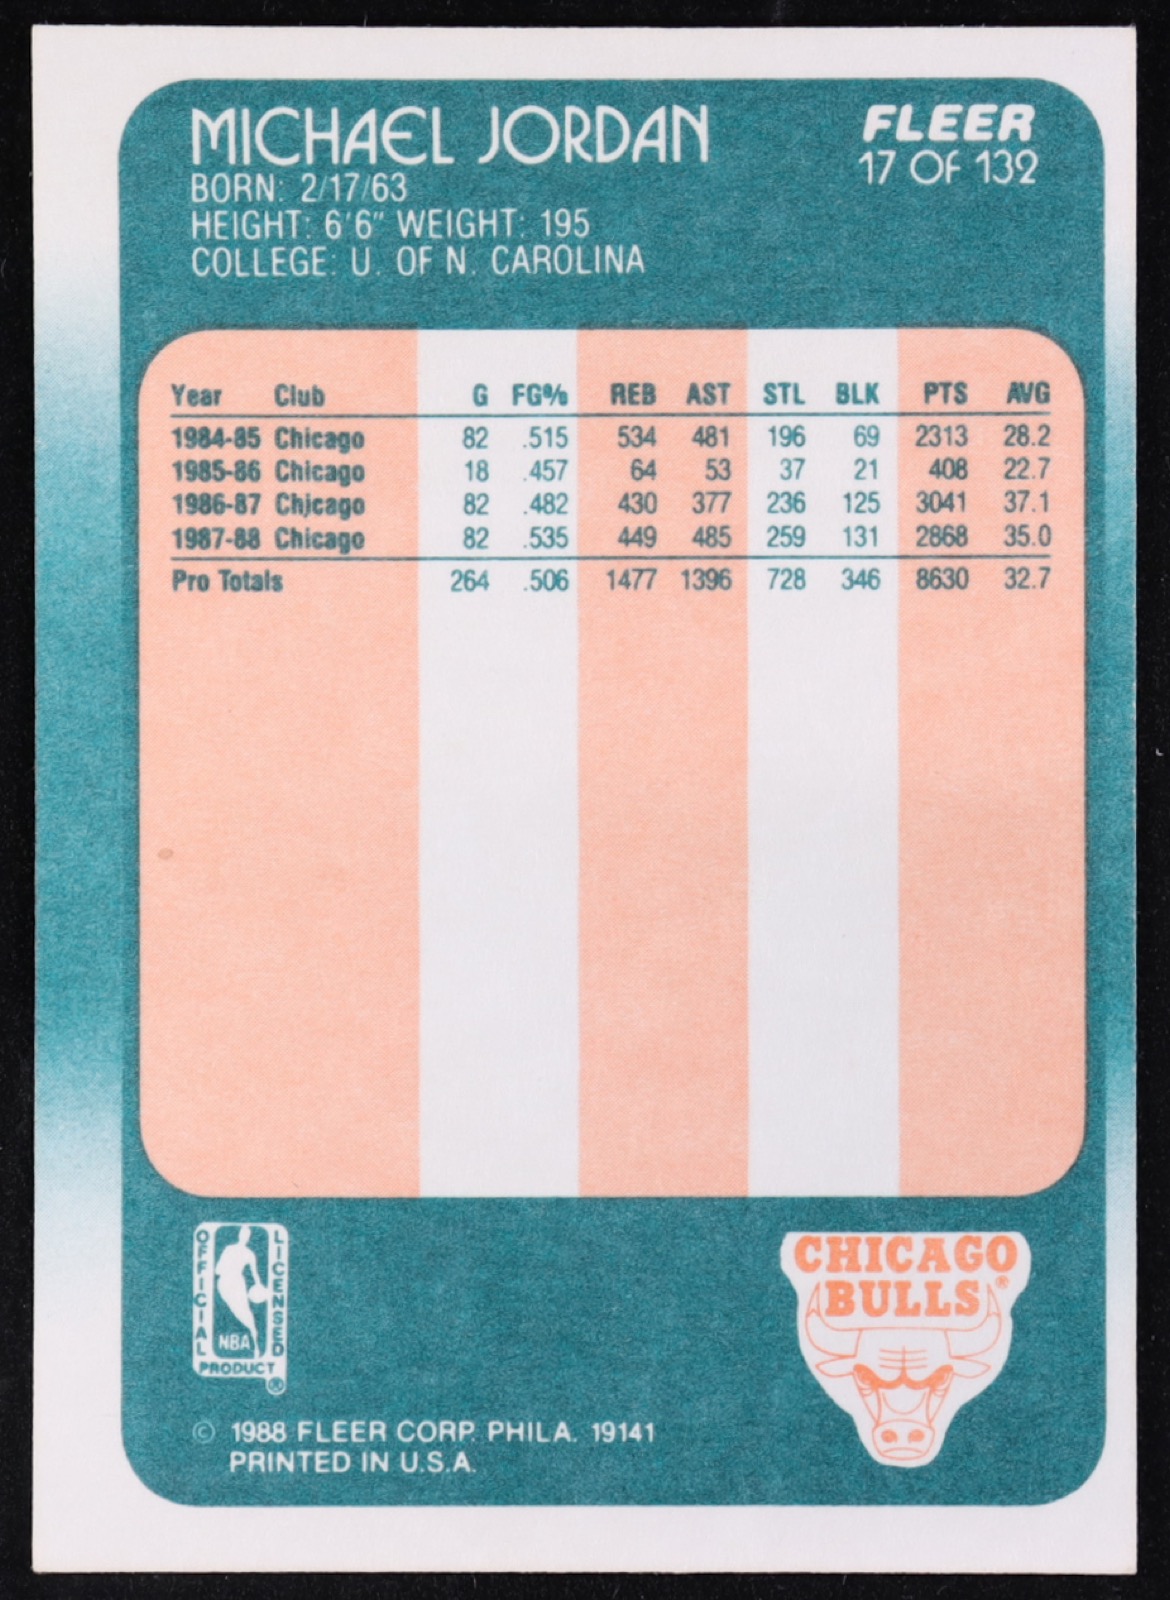 MICHAEL JORDAN
FLEER
17 OF 132
BORN: 2/17/63
HEIGHT: 6'6" WEIGHT: 195
COLLEGE: U. OF N. CAROLINA
Year Club G FG% REB AST STL BLK PTS AVG
1984-85 Chicago 82 .515 534 481 196 69 2313 28.2
1985-86 Chicago 18 .457 64 53 37 21 408 22.7
1986-87 Chicago 82 .482 430 377 236 125 3041 37.1
1987-88 Chicago 82 .535 449 485 259 131 2868 35.0
Pro Totals 264 .506 1477 1396 728 346 8630 32.7
OFFICIAL
LICENSED
NBA
PRODUCT
®
CHICAGO
BULLS®
© 1988 FLEER CORP. PHILA. 19141
PRINTED IN U.S.A.